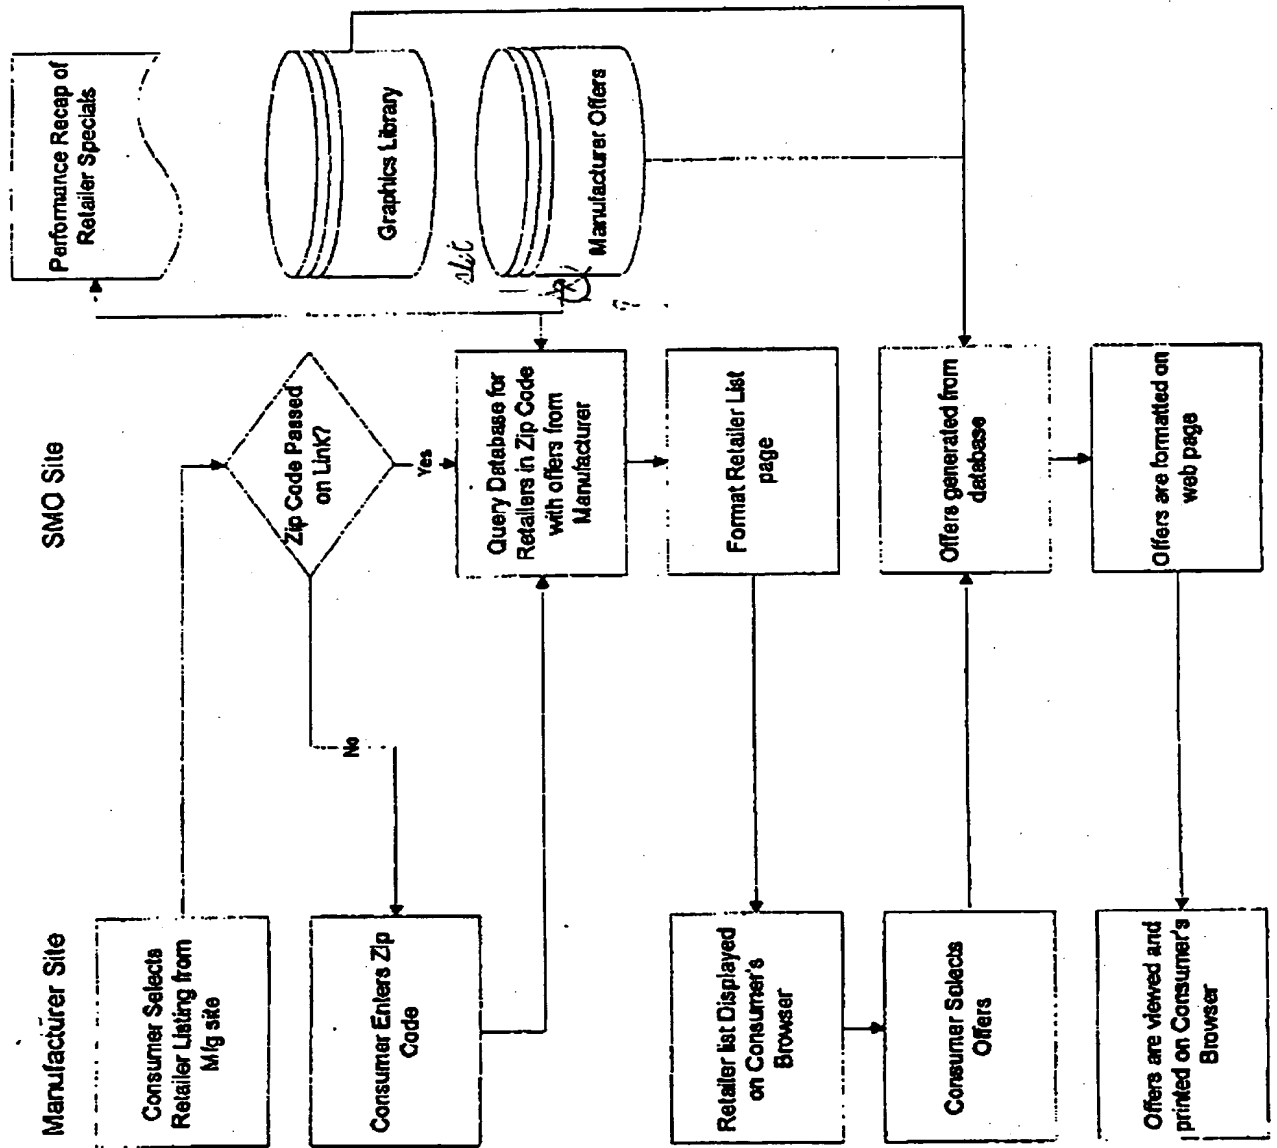 Manufacturer Site
SMO Site
Consumer Selects
Retailer Listing from
Mfg site
Zip Code Passed
on Link?
No
Yes
Consumer Enters Zip
Code
Query Database for
Retailers in Zip Code
with offers from
Manufacturer
Format Retailer List
page
Retailer list Displayed
on Consumer's
Browser
Consumer Selects
Offers
Offers generated from
database
Offers are formatted on
web page
Offers are viewed and
printed on Consumer's
Browser
Performance Recap of
Retailer Specials
Graphics Library
Manufacturer Offers